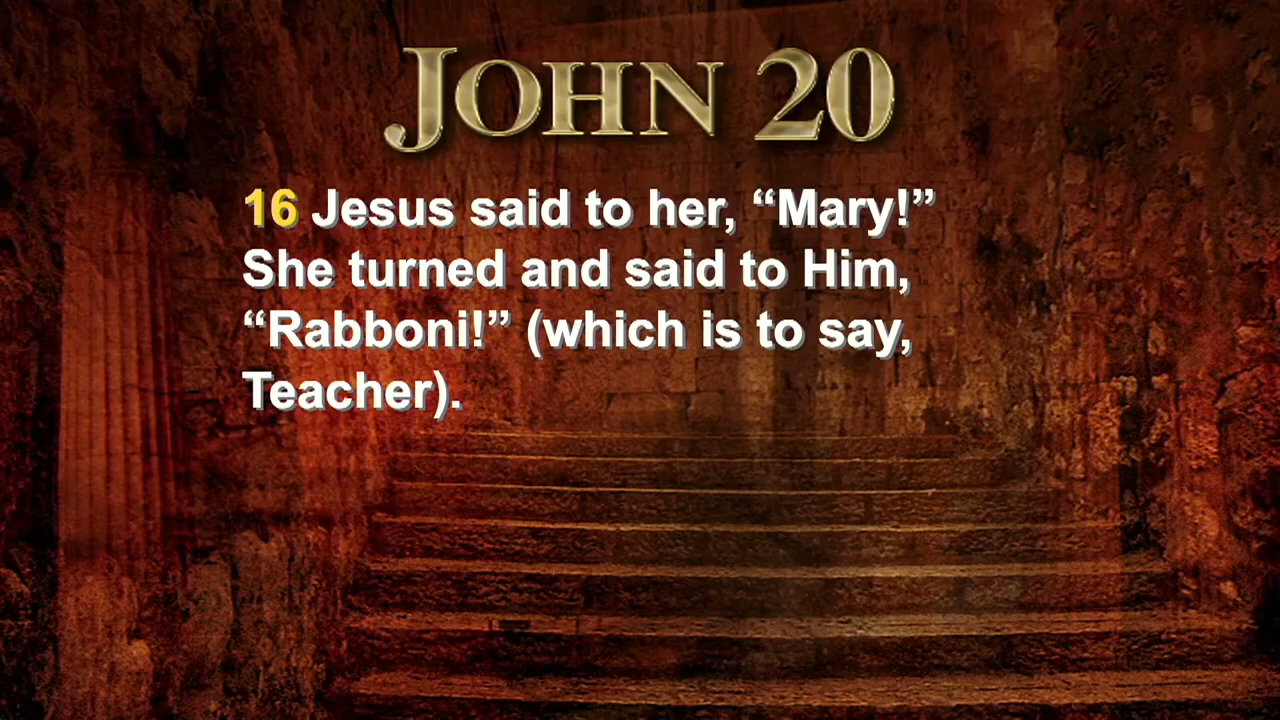 JOHN 20
16 Jesus said to her, “Mary!”
She turned and said to Him,
“Rabboni!” (which is to say,
Teacher).